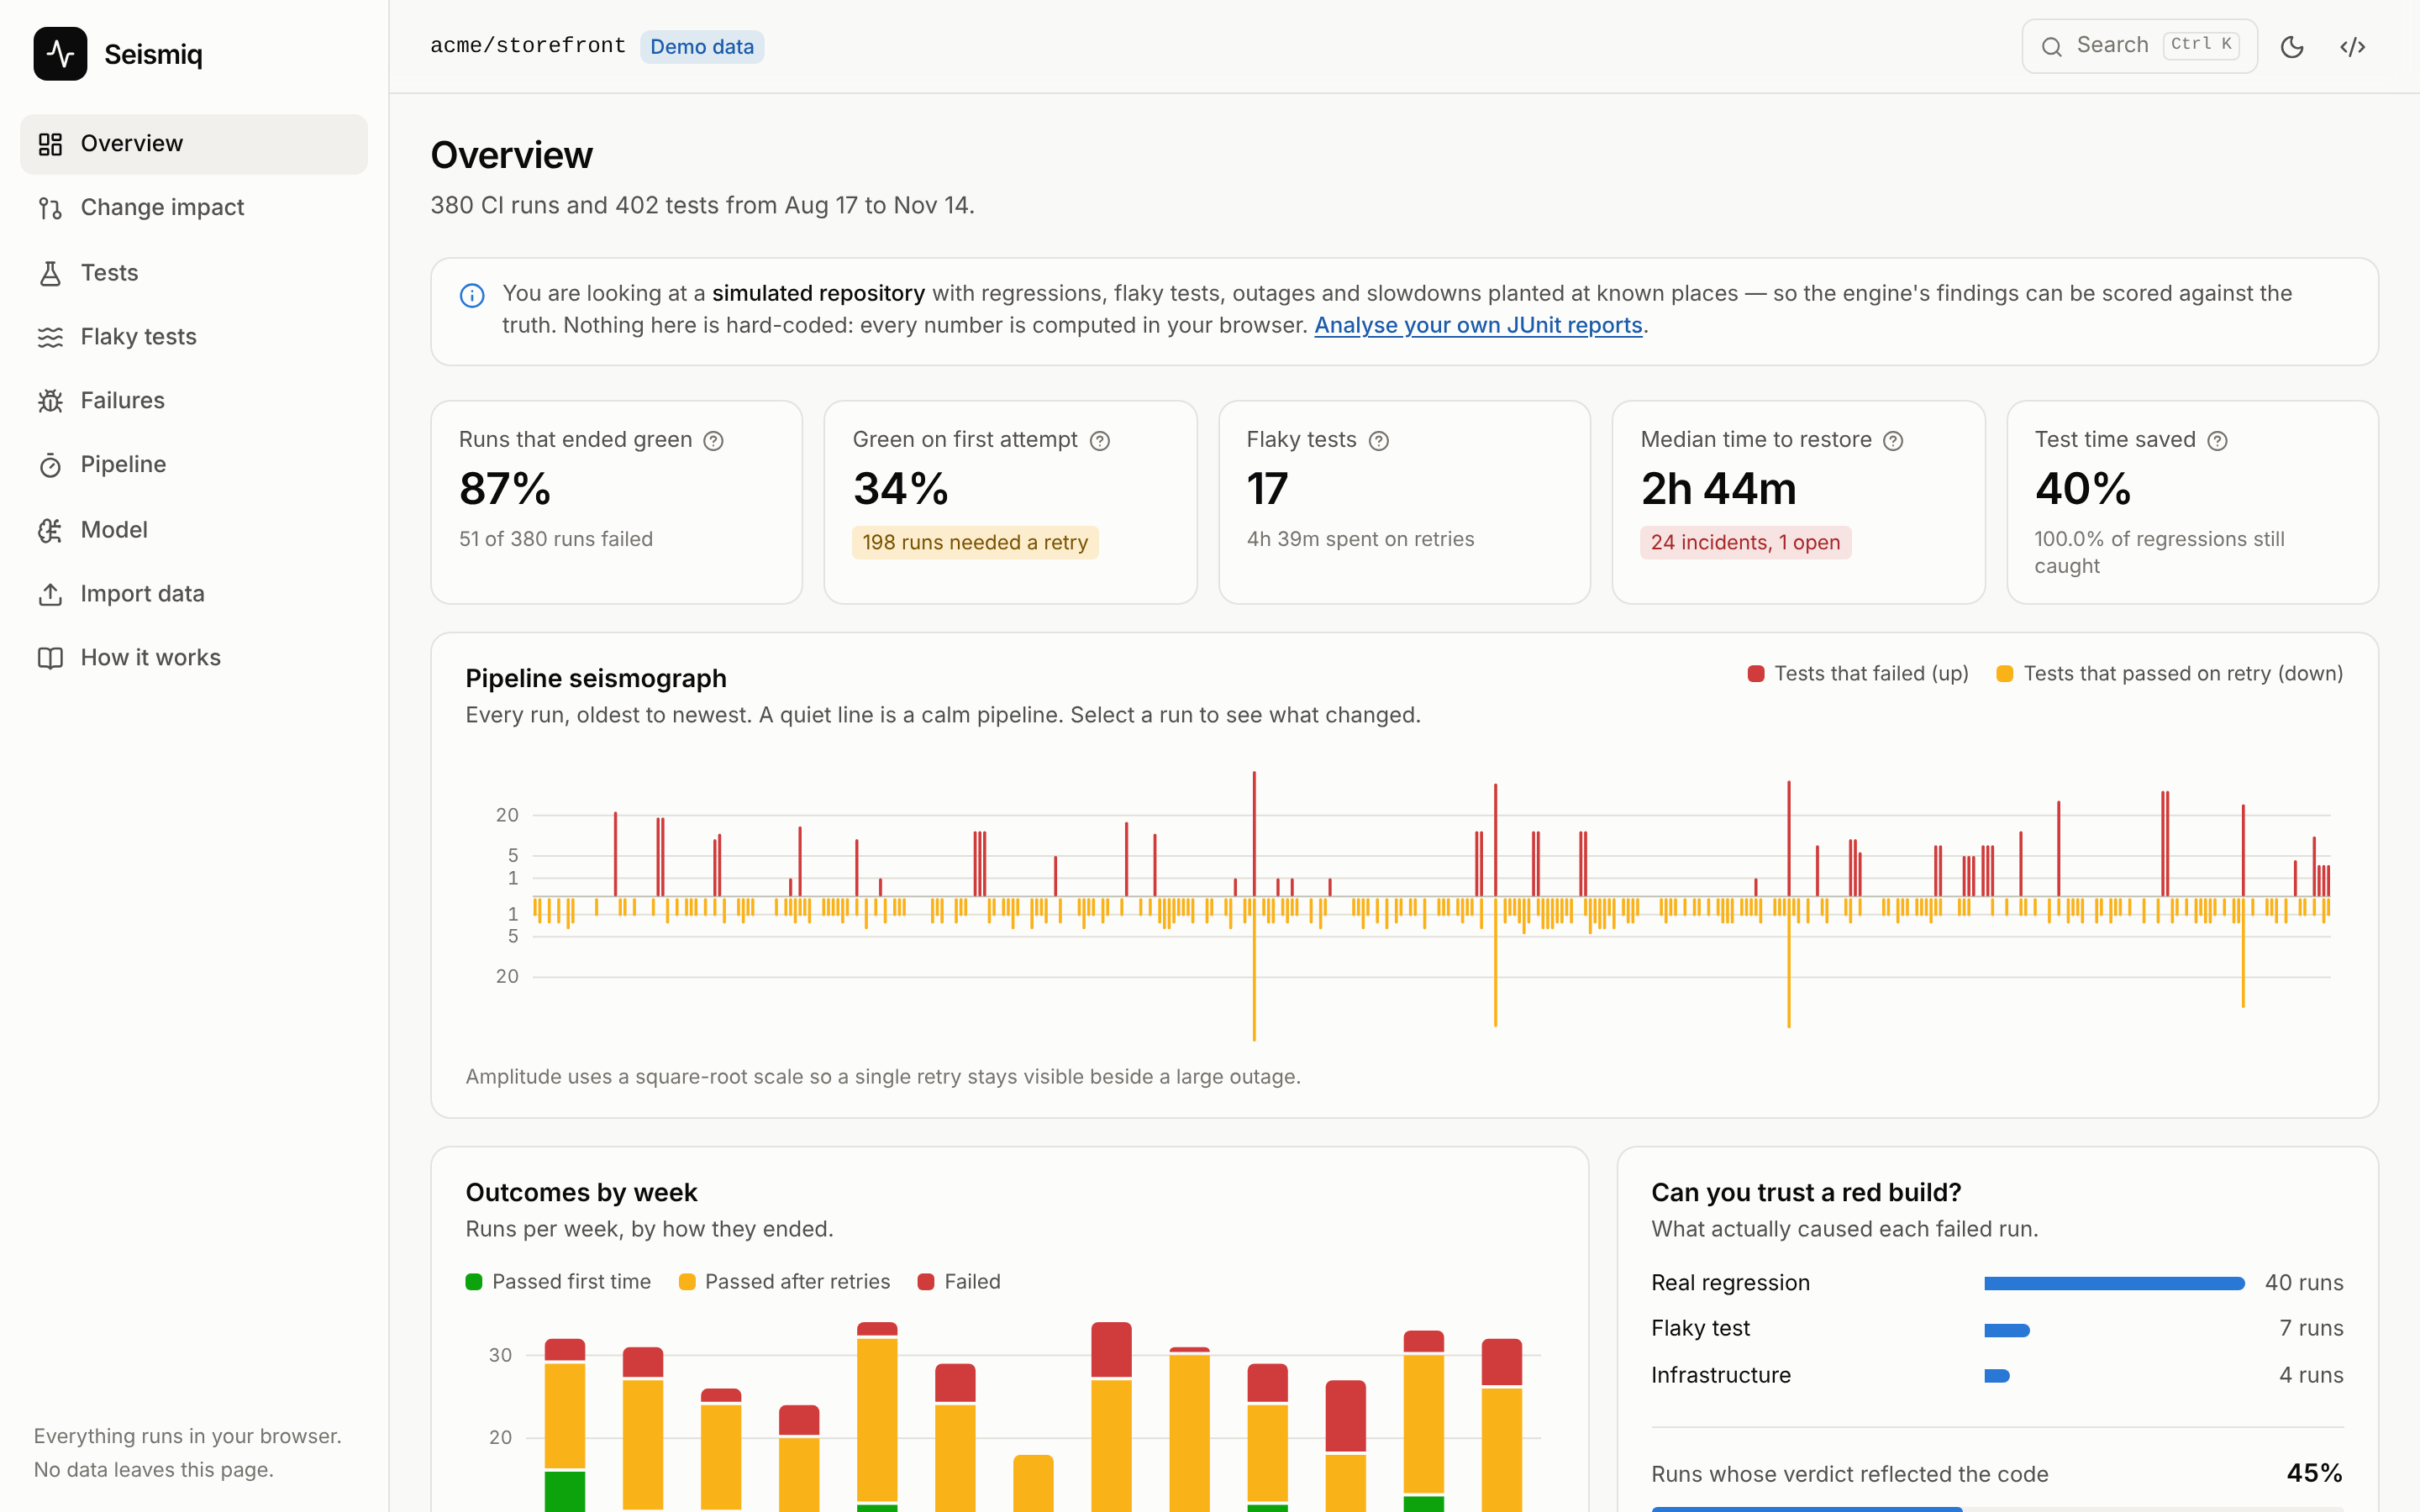 Seismiq
Overview
Change impact
Tests
Flaky tests
Failures
Pipeline
Model
Import data
How it works
Everything runs in your browser.
No data leaves this page.
acme/storefront
Demo data
Search
Ctrl K
Overview
380 CI runs and 402 tests from Aug 17 to Nov 14.
You are looking at a simulated repository with regressions, flaky tests, outages and slowdowns planted at known places — so the engine's findings can be scored against the
truth. Nothing here is hard-coded: every number is computed in your browser. Analyse your own JUnit reports.
Runs that ended green
87%
51 of 380 runs failed
Green on first attempt
34%
198 runs needed a retry
Flaky tests
17
4h 39m spent on retries
Median time to restore
2h 44m
24 incidents, 1 open
Test time saved
40%
100.0% of regressions still
caught
Pipeline seismograph
Every run, oldest to newest. A quiet line is a calm pipeline. Select a run to see what changed.
Tests that failed (up)
Tests that passed on retry (down)
20
5
1
1
5
20
Amplitude uses a square-root scale so a single retry stays visible beside a large outage.
Outcomes by week
Runs per week, by how they ended.
Passed first time
Passed after retries
Failed
30
20
Can you trust a red build?
What actually caused each failed run.
Real regression
40 runs
Flaky test
7 runs
Infrastructure
4 runs
Runs whose verdict reflected the code
45%